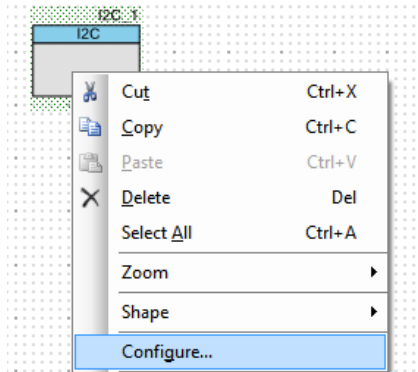 I2C_1
I2C
Cut Ctrl+X
Copy Ctrl+C
Paste Ctrl+V
Delete Del
Select All Ctrl+A
Zoom
Shape
Configure...